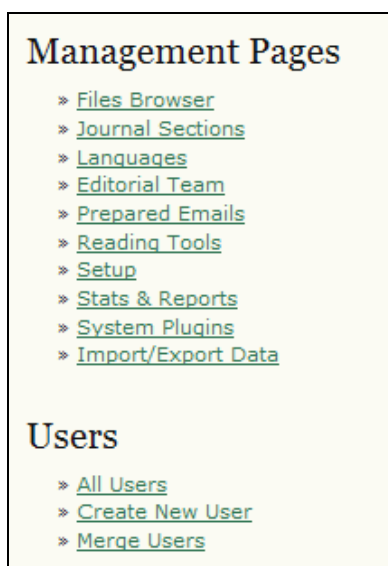 Management Pages
» Files Browser
» Journal Sections
» Languages
» Editorial Team
» Prepared Emails
» Reading Tools
» Setup
» Stats & Reports
» System Plugins
» Import/Export Data
Users
» All Users
» Create New User
» Merge Users